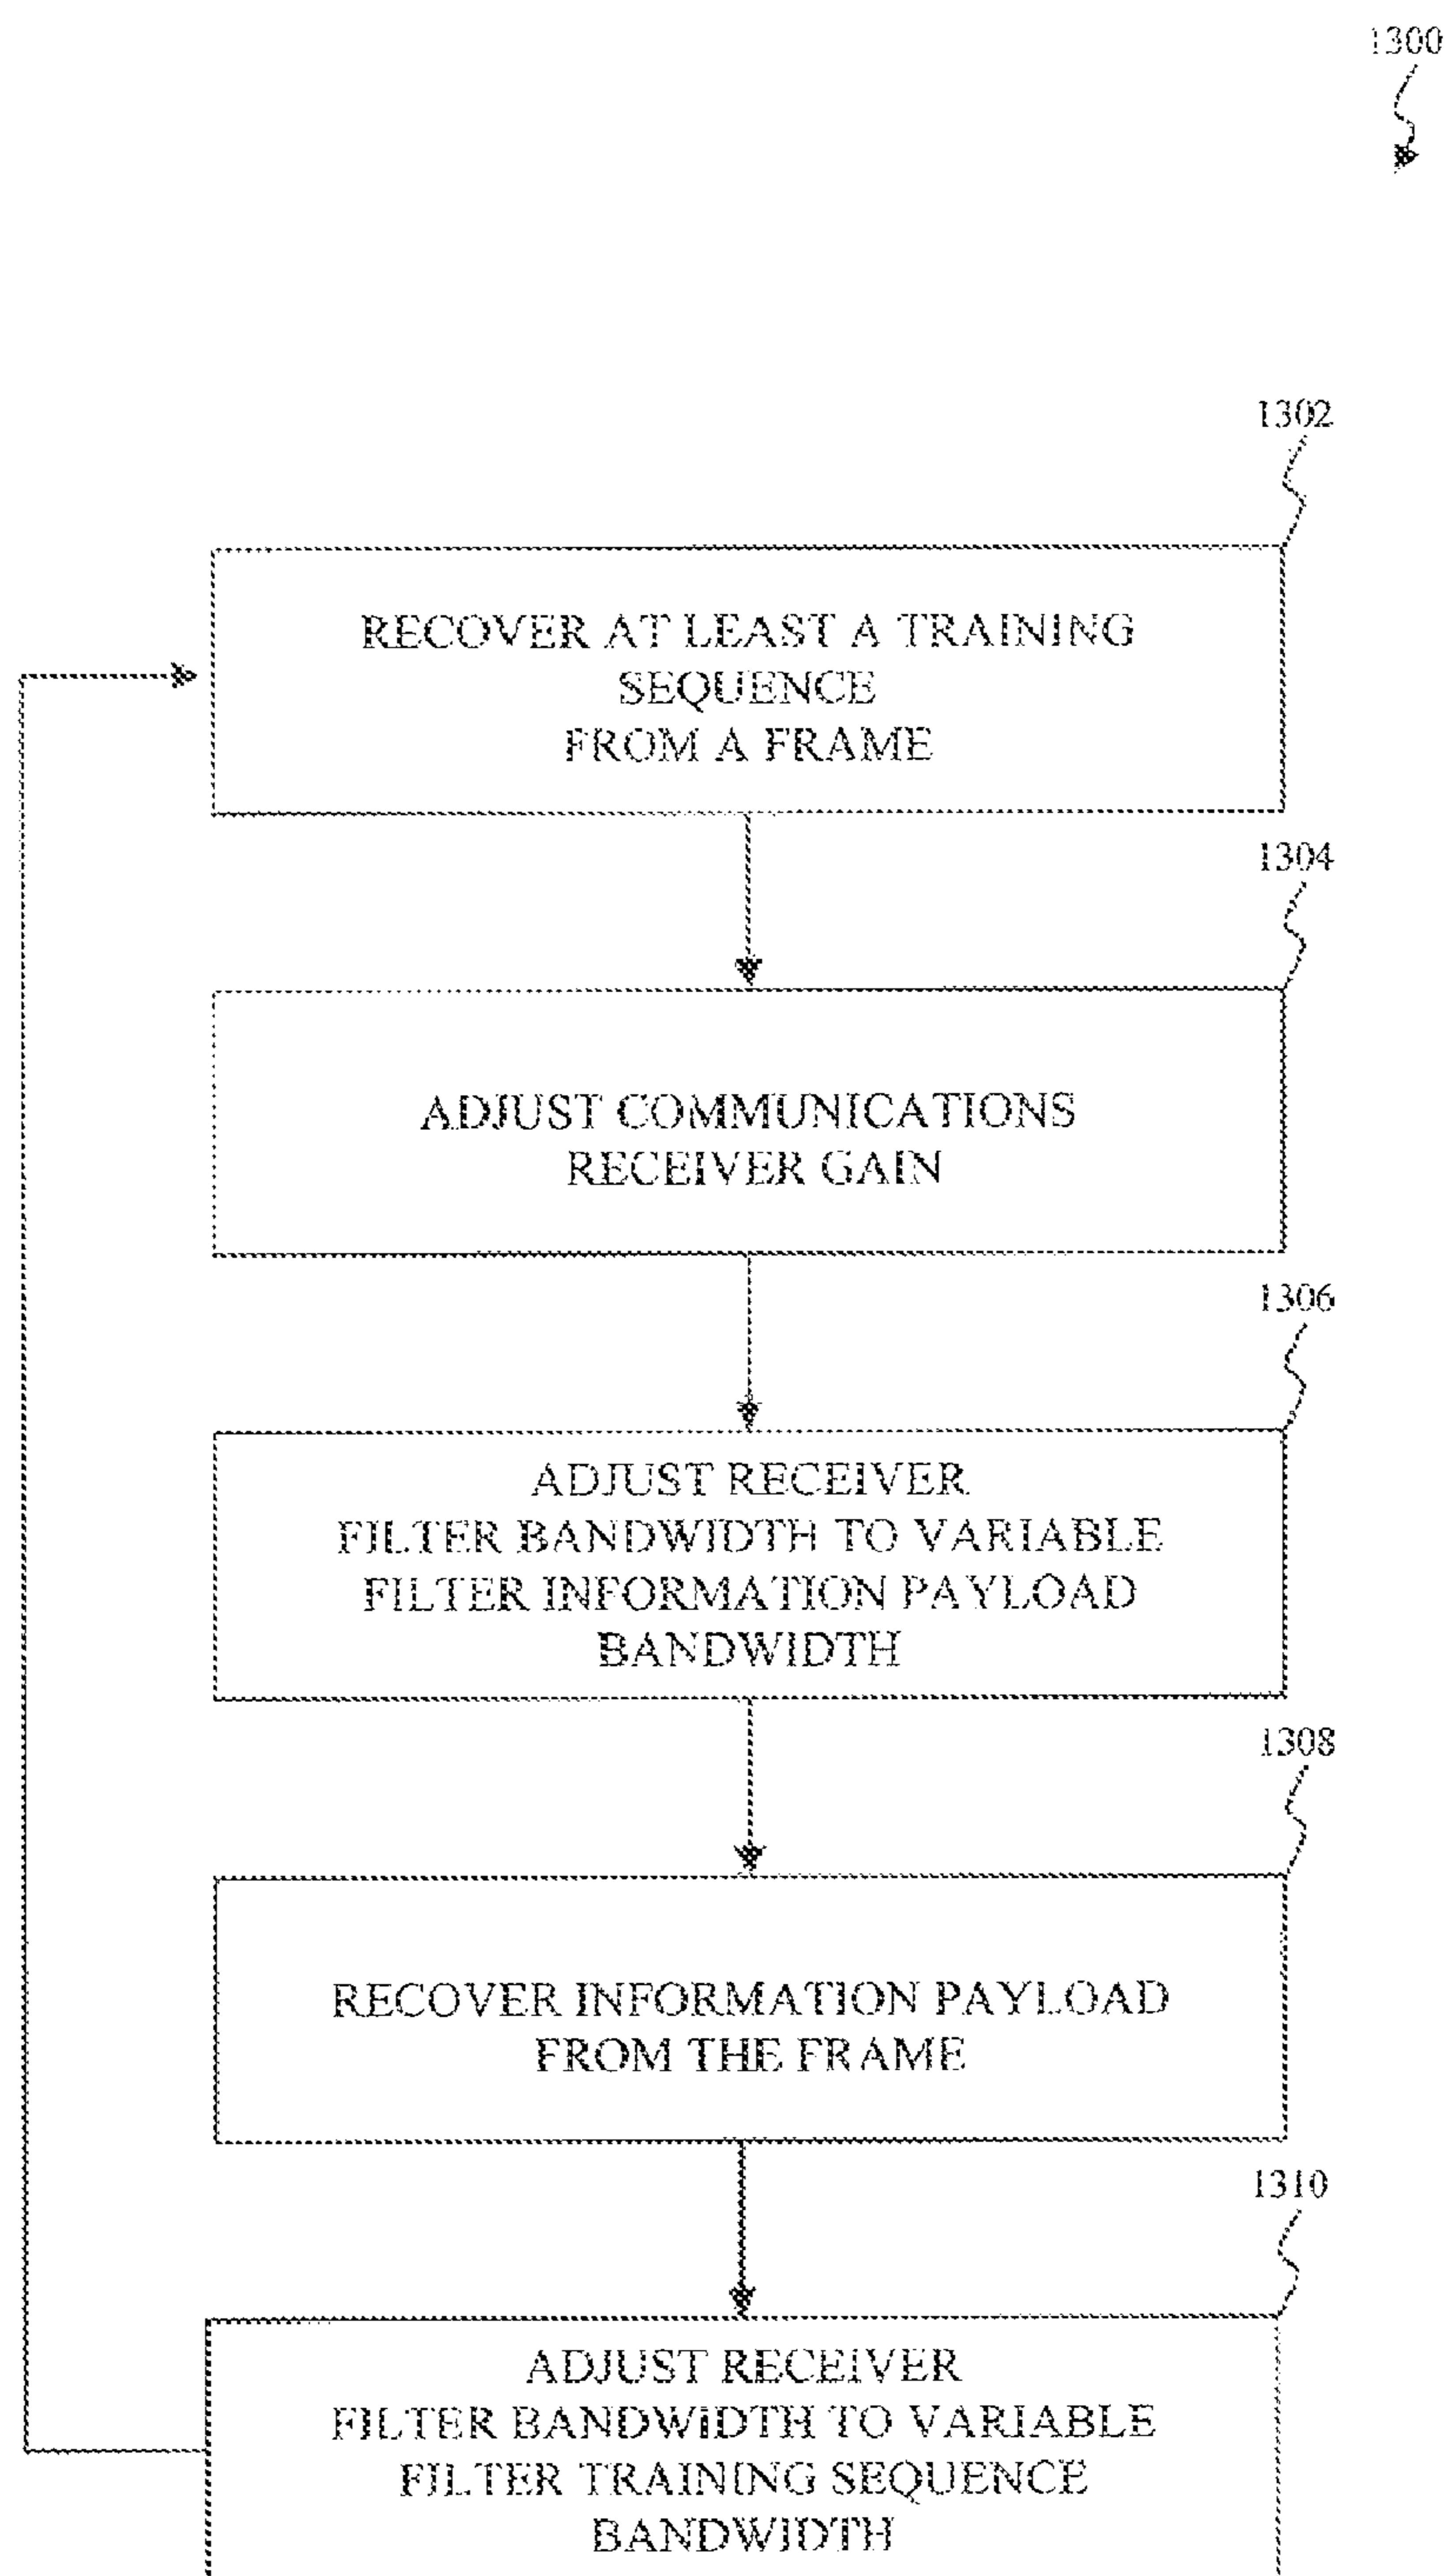 1300
1302
RECOVER AT LEAST A TRAINING
SEQUENCE
FROM A FRAME
1304
ADJUST COMMUNICATIONS
RECEIVER GAIN
1306
ADJUST RECEIVER
FILTER BANDWIDTH TO VARIABLE
FILTER INFORMATION PAYLOAD
BANDWIDTH
1308
RECOVER INFORMATION PAYLOAD
FROM THE FRAME
1310
ADJUST RECEIVER
FILTER BANDWIDTH TO VARIABLE
FILTER TRAINING SEQUENCE
BANDWIDTH